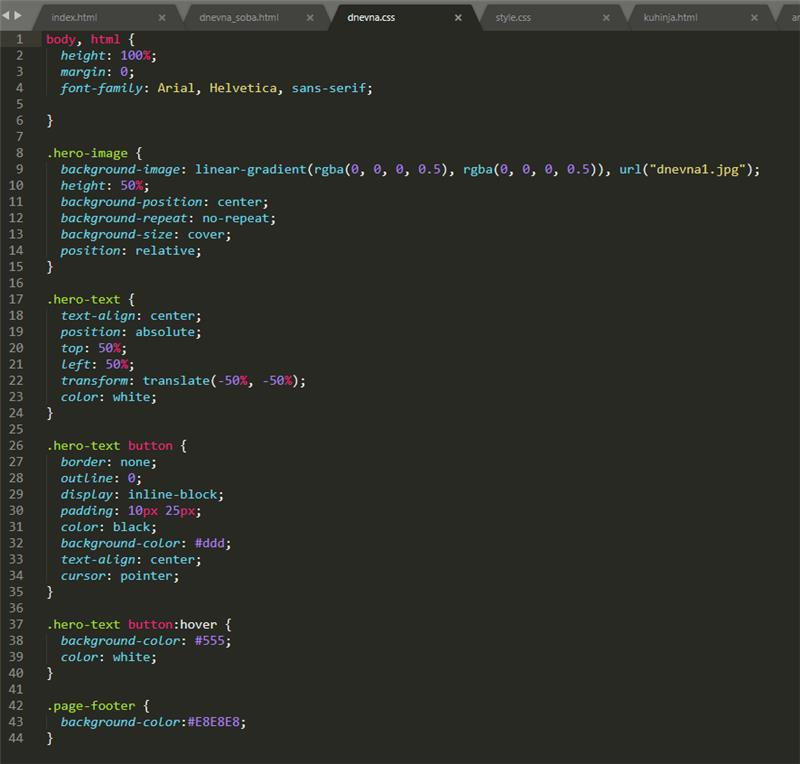 index.html × dnevna_soba.html × dnevna.css × style.css × kuhinja.html ×
1 body, html {
2 height: 100%;
3 margin: 0;
4 font-family: Arial, Helvetica, sans-serif;
5
6 }
7
8 .hero-image {
9 background-image: linear-gradient(rgba(0, 0, 0, 0.5), rgba(0, 0, 0, 0.5)), url("dnevna1.jpg");
10 height: 50%;
11 background-position: center;
12 background-repeat: no-repeat;
13 background-size: cover;
14 position: relative;
15 }
16
17 .hero-text {
18 text-align: center;
19 position: absolute;
20 top: 50%;
21 left: 50%;
22 transform: translate(-50%, -50%);
23 color: white;
24 }
25
26 .hero-text button {
27 border: none;
28 outline: 0;
29 display: inline-block;
30 padding: 10px 25px;
31 color: black;
32 background-color: #ddd;
33 text-align: center;
34 cursor: pointer;
35 }
36
37 .hero-text button:hover {
38 background-color: #555;
39 color: white;
40 }
41
42 .page-footer {
43 background-color:#E8E8E8;
44 }